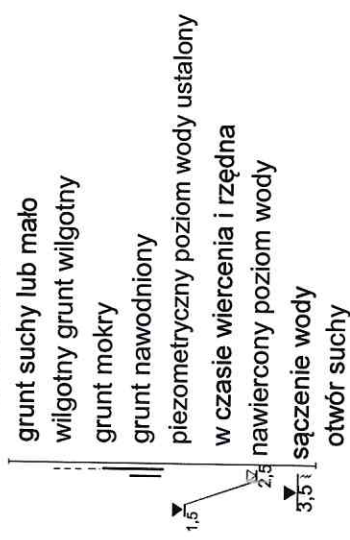 grunt suchy lub mało
wilgotny grunt wilgotny
grunt mokry
grunt nawodniony
piezometryczny poziom wody ustalony
w czasie wiercenia i rzędna
nawiercony poziom wody
sączenie wody
otwór suchy
1,5
2,5
3,5